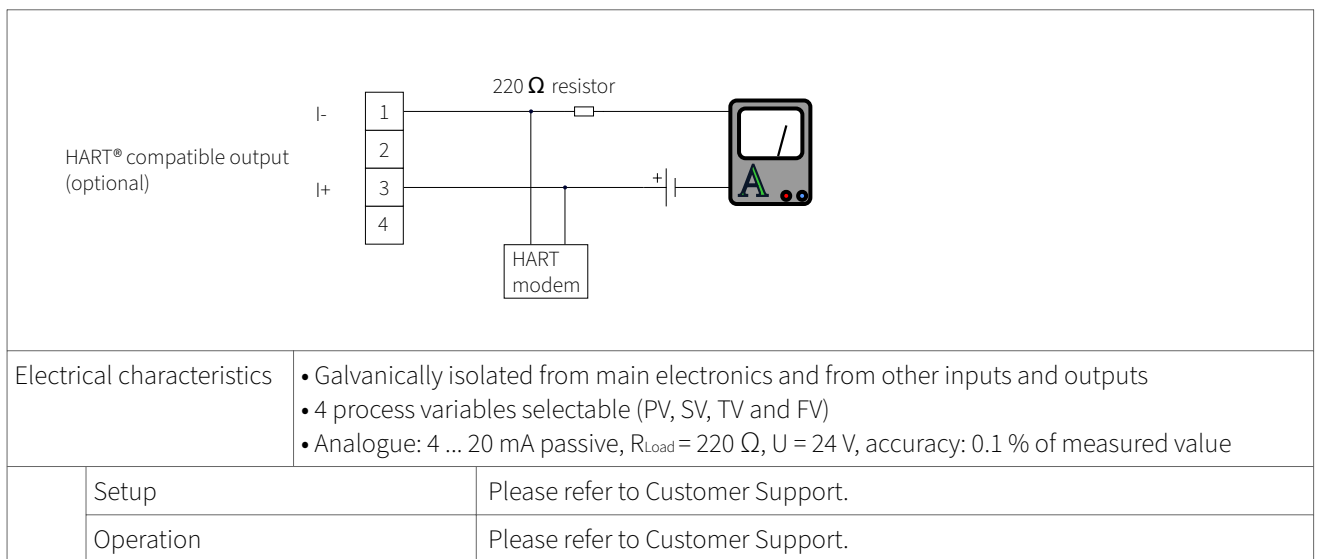 220 Ω resistor
I-
1
HART® compatible output
(optional)
2
I+
3
+
A
4
HART
modem
Electrical characteristics
• Galvanically isolated from main electronics and from other inputs and outputs
• 4 process variables selectable (PV, SV, TV and FV)
• Analogue: 4 ... 20 mA passive, RLoad = 220 Ω, U = 24 V, accuracy: 0.1 % of measured value
Setup
Please refer to Customer Support.
Operation
Please refer to Customer Support.